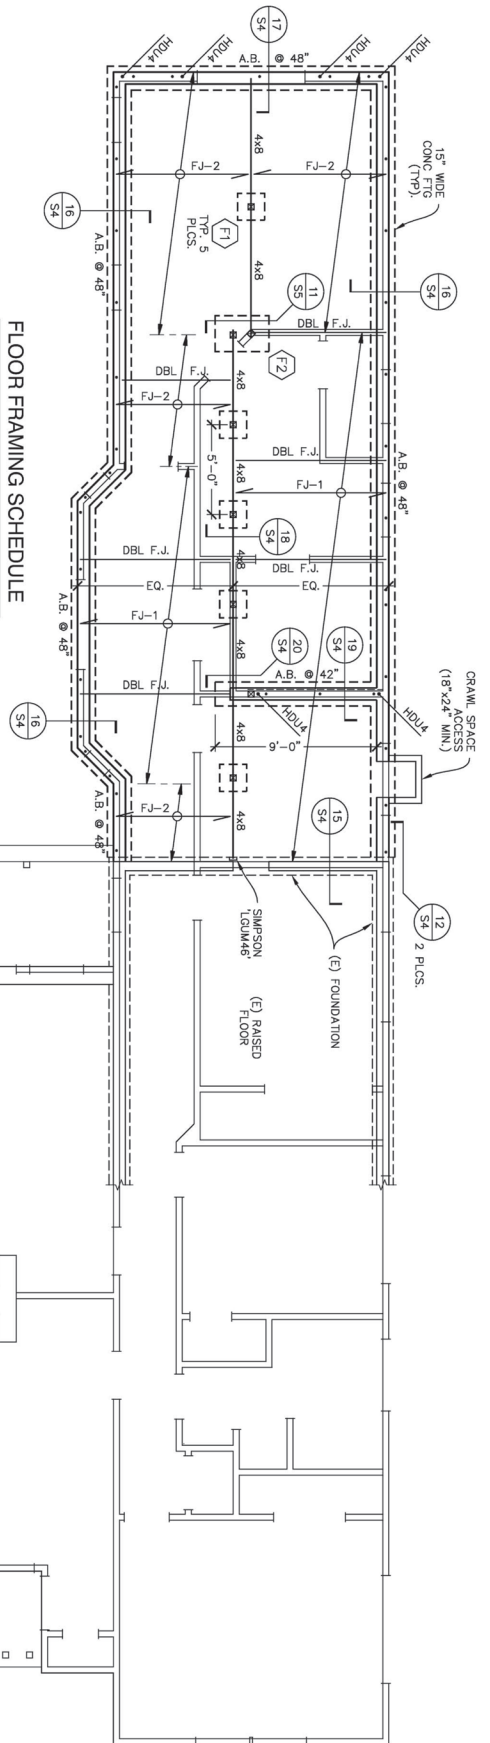 HDU4
HDU4
A.B. @ 48"
HDU4
HDU4
17
S4
4x8
15" WIDE
CONC FTG
(TYP).
FJ-2
FJ-2
16
S4
A.B. @ 48"
F1
TYP. 5
PLCS.
4x8
11
S5
16
S4
DBL F.J.
F2
DBL F.J.
FJ-2
4x8
5'-0"
4x8
DBL F.J.
FJ-1
A.B. @ 48"
18
S4
DBL F.J.
DBL F.J.
4x8
EQ.
EQ.
A.B. @ 48"
FJ-1
4x8
20
S4
A.B. @ 42"
19
S4
DBL F.J.
HDU4
HDU4
CRAWL SPACE
ACCESS
(18"x24" MIN.)
16
S4
4x8
9'-0"
A.B. @ 48"
FJ-2
4x8
15
S4
12
S4
2 PLCS.
SIMPSON
'LGUM46'
(E) FOUNDATION
(E) RAISED
FLOOR
FLOOR FRAMING SCHEDULE